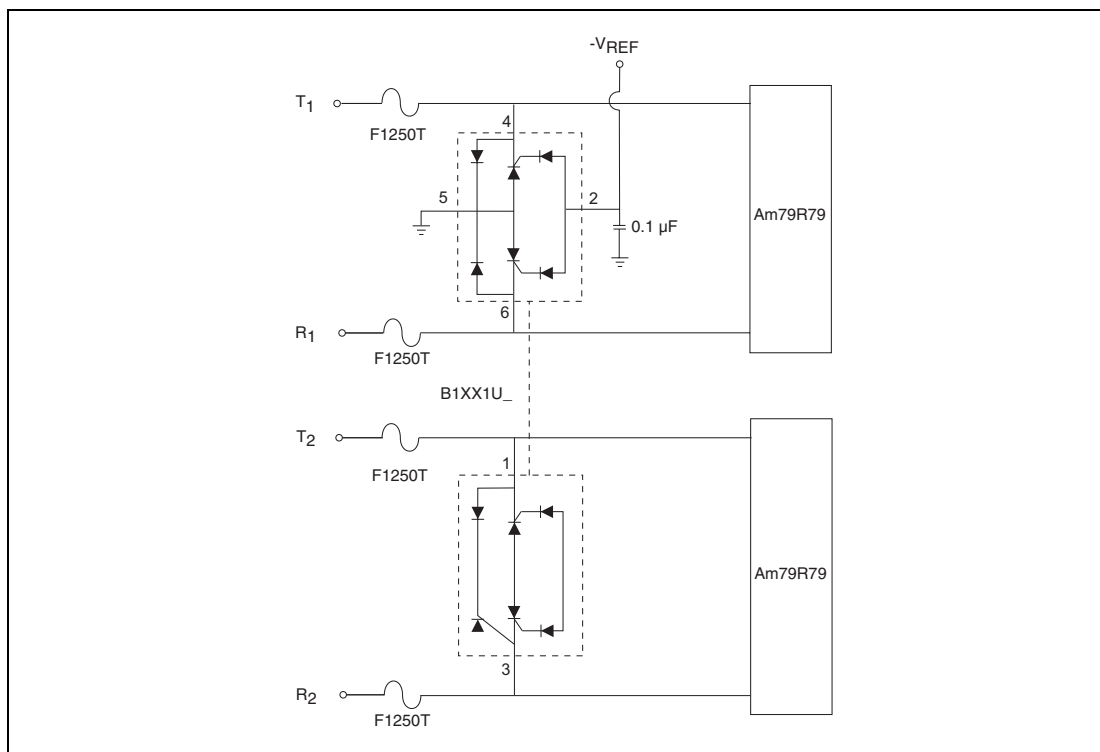 -VREF
T1
F1250T
4
5
2
Am79R79
0.1 µF
6
R1
F1250T
B1XX1U_
T2
F1250T
1
Am79R79
3
R2
F1250T